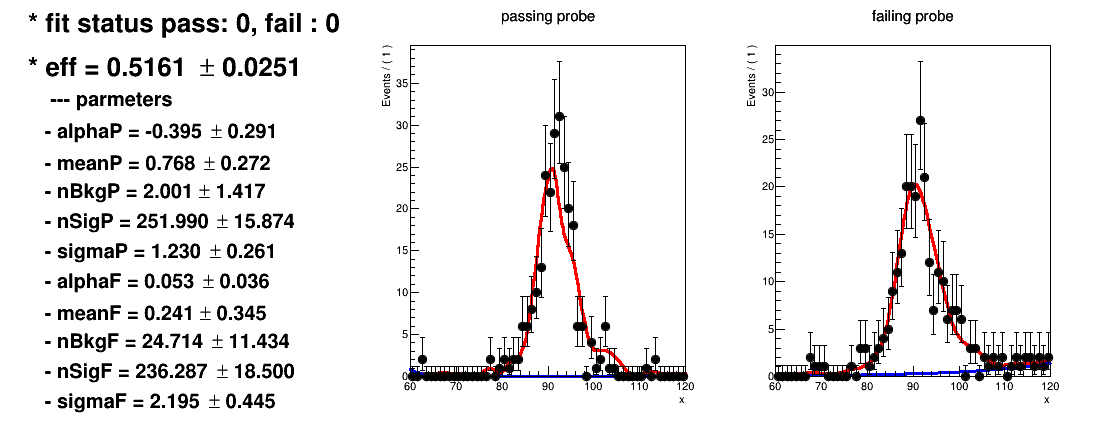 * fit status pass: 0, fail : 0
* eff = 0.5161 ± 0.0251
--- parmeters
- alphaP = -0.395 ± 0.291
- meanP = 0.768 ± 0.272
- nBkgP = 2.001 ± 1.417
- nSigP = 251.990 ± 15.874
- sigmaP = 1.230 ± 0.261
- alphaF = 0.053 ± 0.036
- meanF = 0.241 ± 0.345
- nBkgF = 24.714 ± 11.434
- nSigF = 236.287 ± 18.500
- sigmaF = 2.195 ± 0.445
passing probe
Events / ( 1 )
35
30
25
20
15
10
5
0
60 70 80 90 100 110 120
x
failing probe
Events / ( 1 )
30
25
20
15
10
5
0
60 70 80 90 100 110 120
x